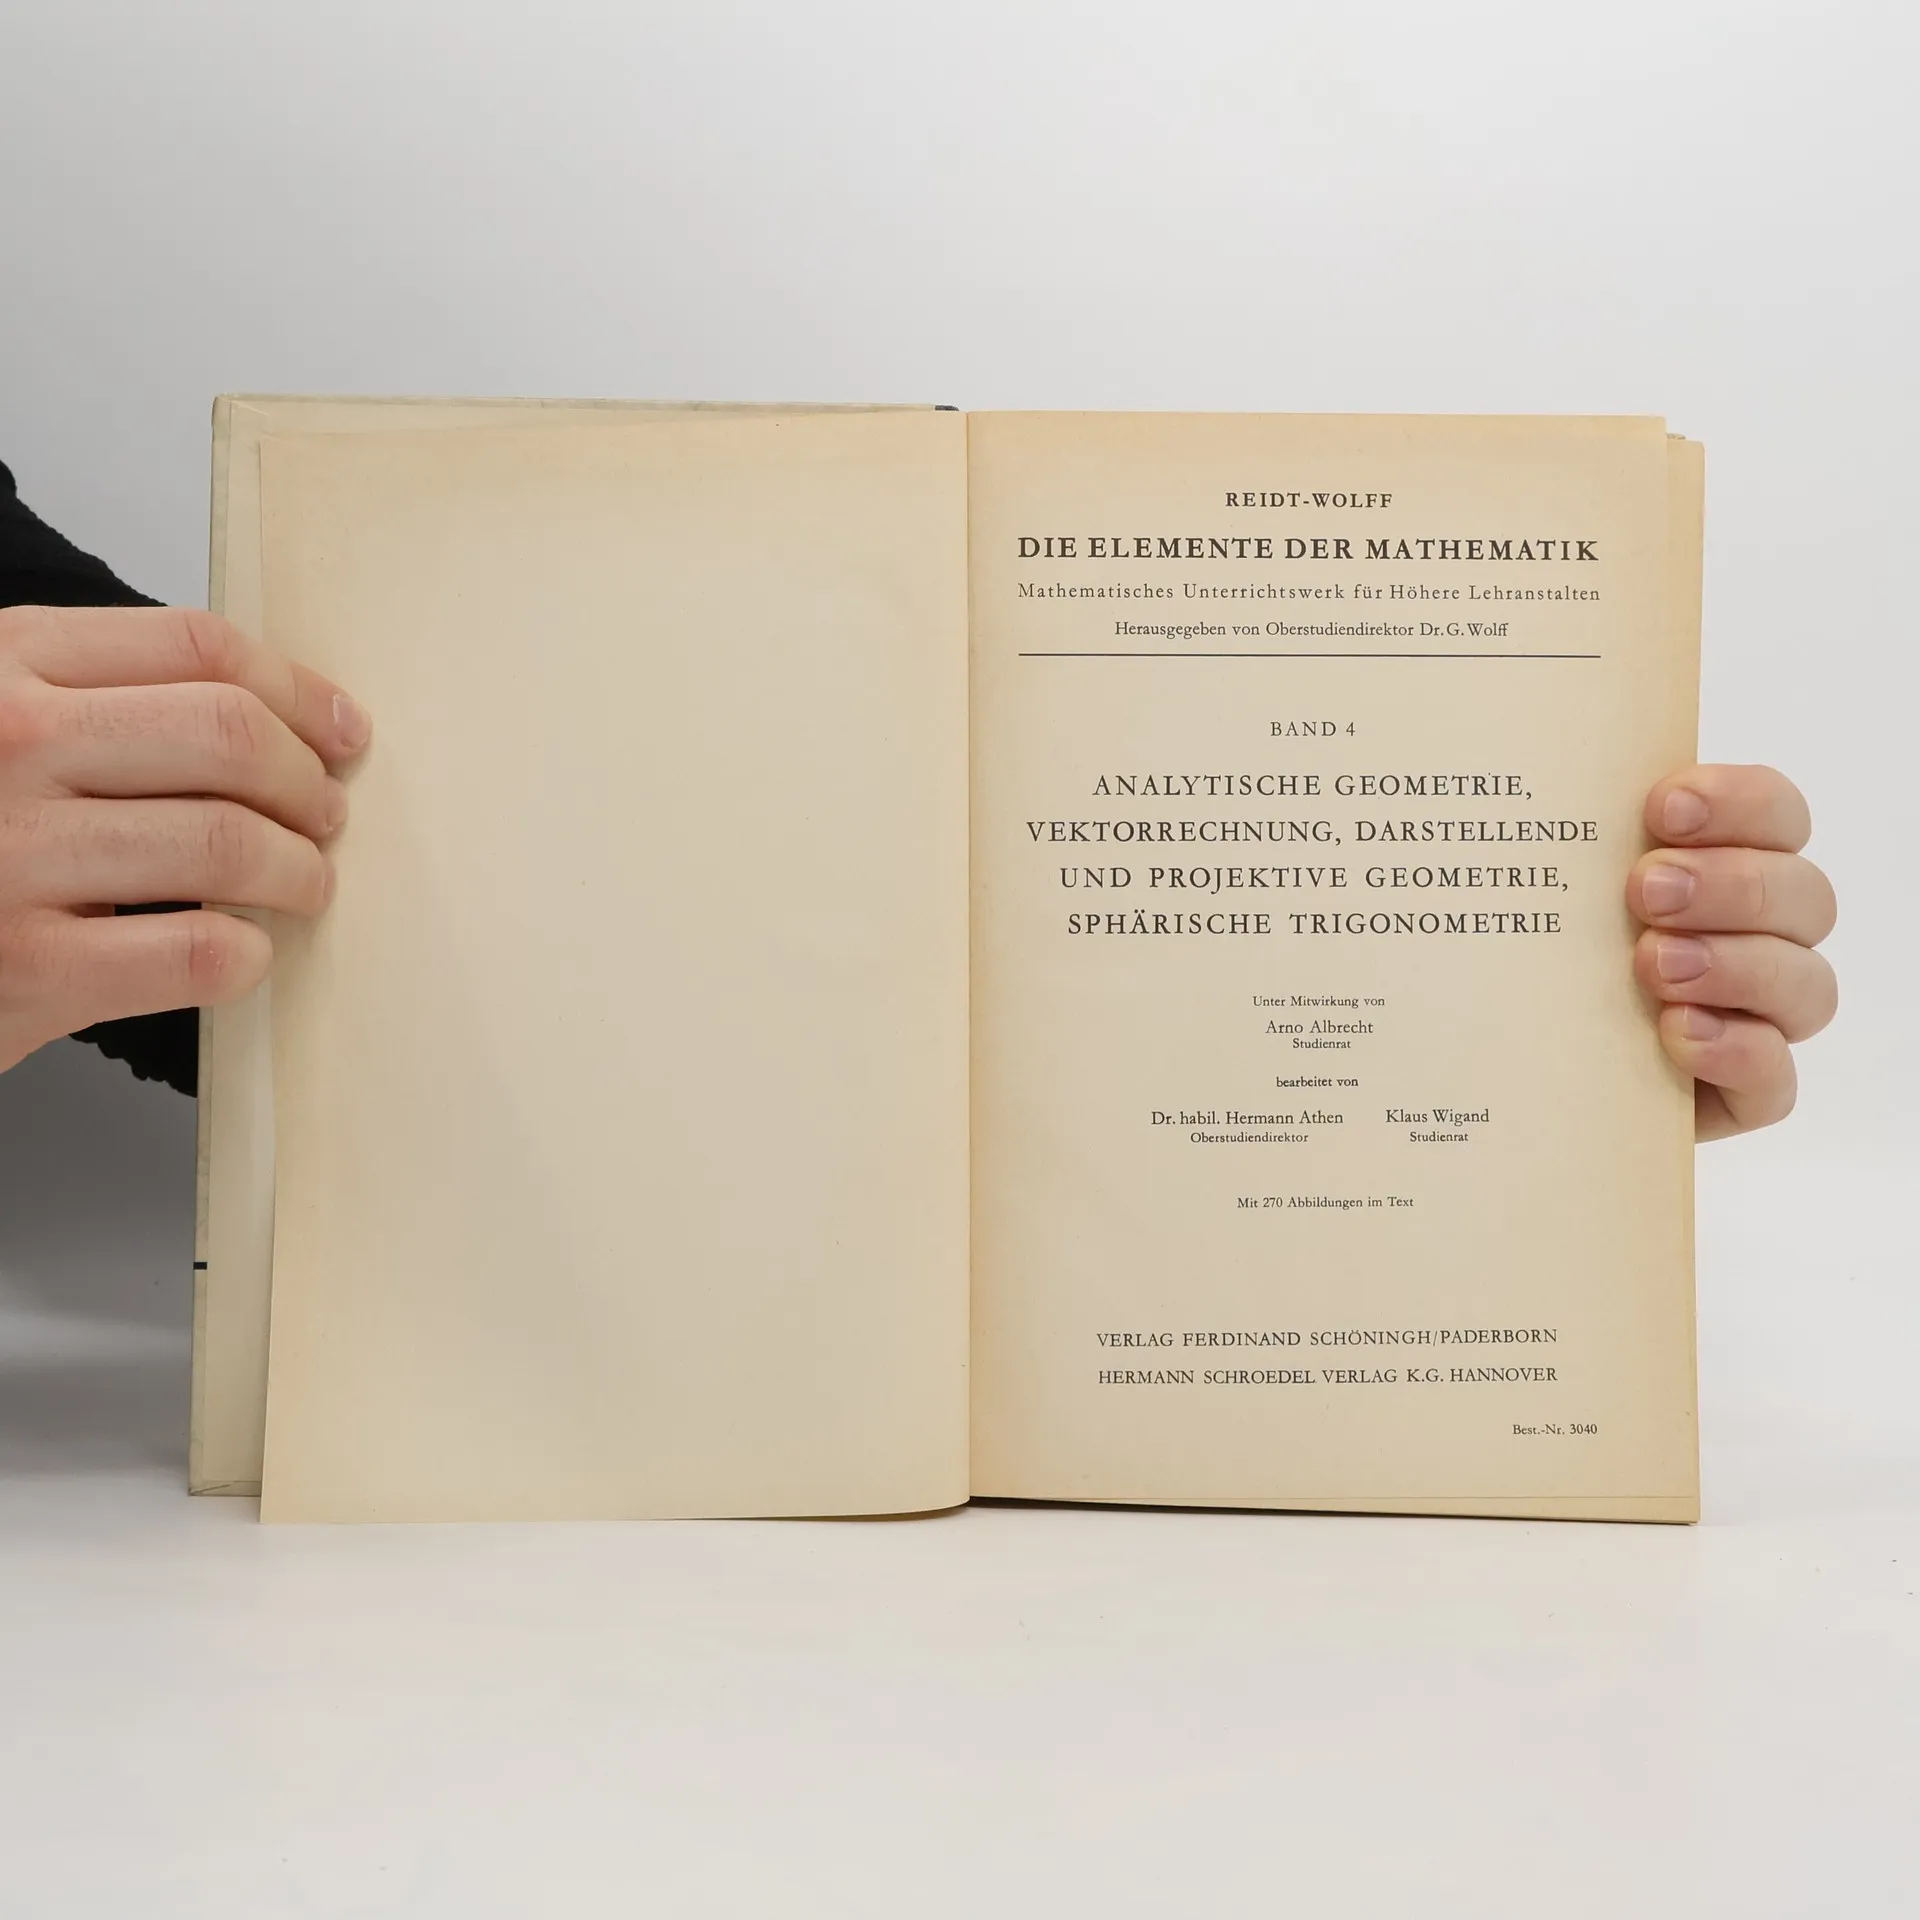 REIDT-WOLFF
DIE ELEMENTE DER MATHEMATIK
Mathematisches Unterrichtswerk für Höhere Lehranstalten
Herausgegeben von Oberstudiendirektor Dr. G. Wolff
BAND 4
ANALYTISCHE GEOMETRIE,
VEKTORRECHNUNG, DARSTELLENDE
UND PROJEKTIVE GEOMETRIE,
SPHÄRISCHE TRIGONOMETRIE
Unter Mitwirkung von
Arno Albrecht
Studienrat
bearbeitet von
Dr. habil. Hermann Athen Klaus Wigand
Oberstudiendirektor Studienrat
Mit 270 Abbildungen im Text
VERLAG FERDINAND SCHÖNINGH/PADERBORN
HERMANN SCHROEDEL VERLAG K.G. HANNOVER
Best.-Nr. 3040